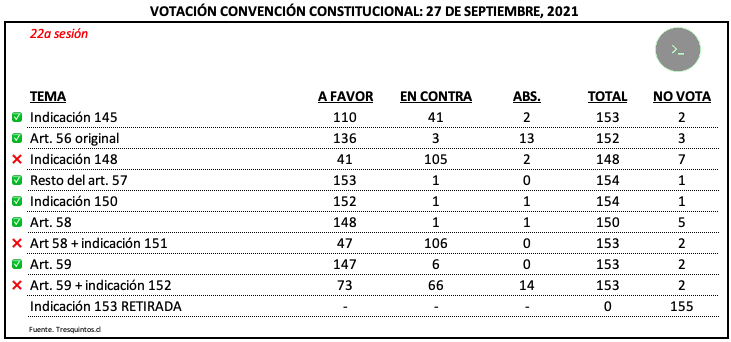 VOTACIÓN CONVENCIÓN CONSTITUCIONAL: 27 DE SEPTIEMBRE, 2021
22a sesión
>_
TEMA A FAVOR EN CONTRA ABS. TOTAL NO VOTA
Indicación 145 110 41 2 153 2
Art. 56 original 136 3 13 152 3
Indicación 148 41 105 2 148 7
Resto del art. 57 153 1 0 154 1
Indicación 150 152 1 1 154 1
Art. 58 148 1 1 150 5
Art 58 + indicación 151 47 106 0 153 2
Art. 59 147 6 0 153 2
Art. 59 + indicación 152 73 66 14 153 2
Indicación 153 RETIRADA - - - 0 155
Fuente. Tresquintos.cl